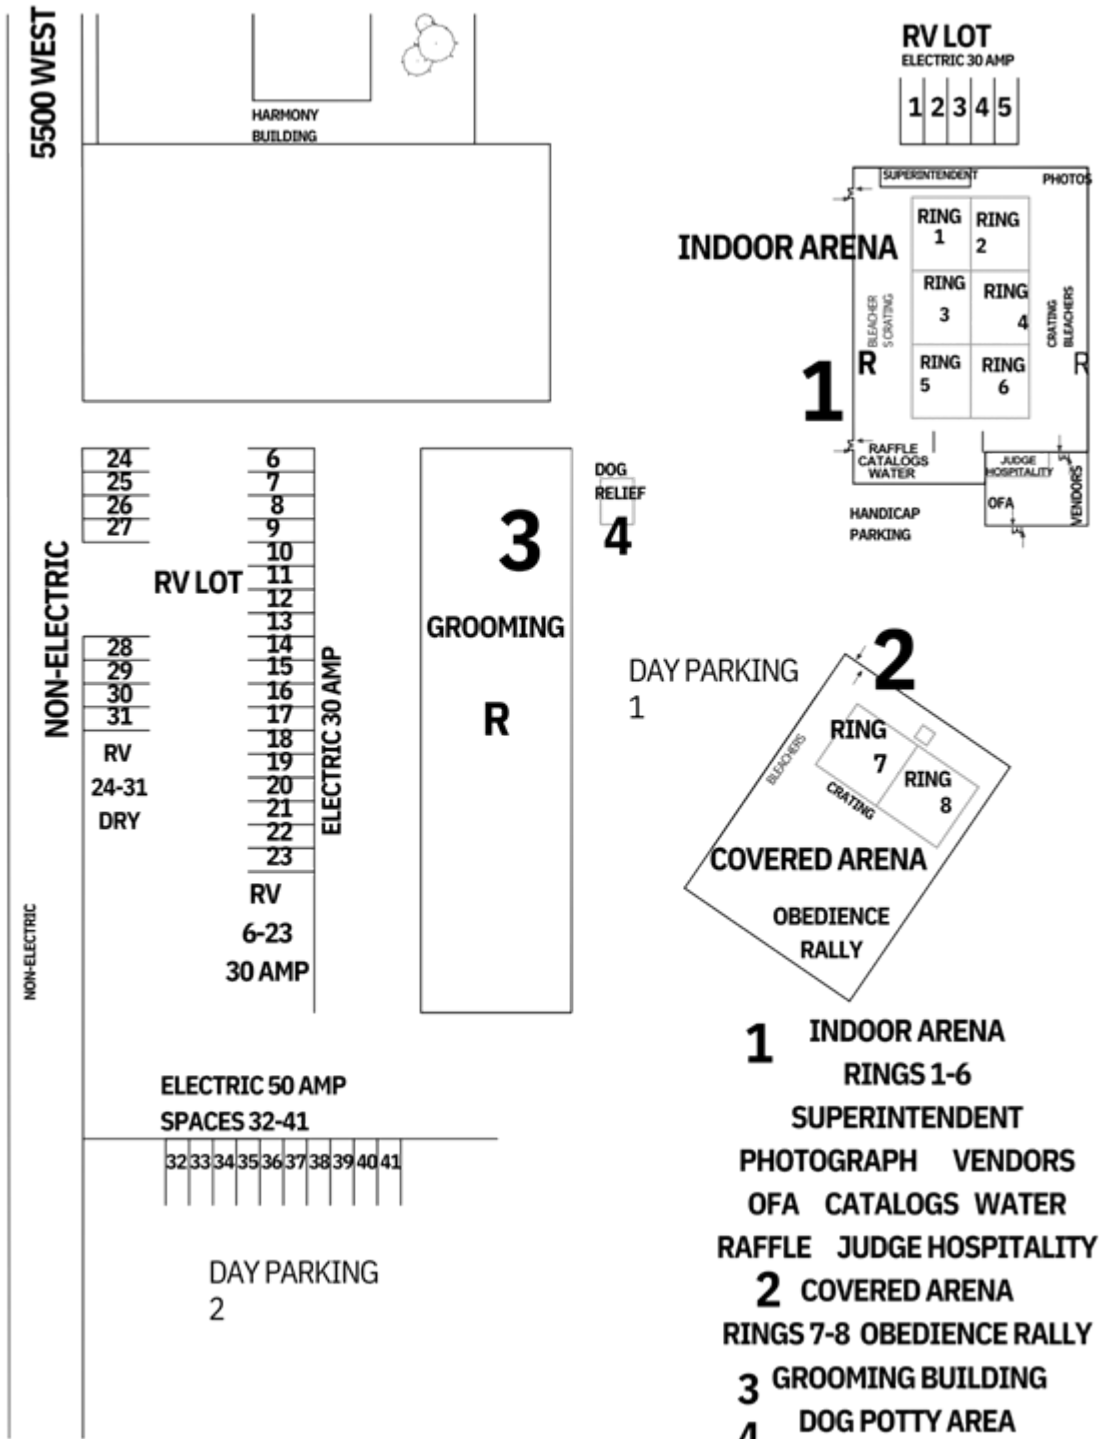 5500 WEST
HARMONY
BUILDING
RV LOT
ELECTRIC 30 AMP
1 2 3 4 5
SUPERINTENDENT
PHOTOS
INDOOR ARENA
RING
1
RING
2
RING
3
RING
4
RING
5
RING
6
BLEACHER
S CRATING
CRATING
BLEACHERS
R
R
1
RAFFLE
CATALOGS
WATER
JUDGE
HOSPITALITY
OFA
VENDORS
HANDICAP
PARKING
24
25
26
27
NON-ELECTRIC
28
29
30
31
RV
24-31
DRY
NON-ELECTRIC
RV LOT
6
7
8
9
10
11
12
13
14
15
16
17
18
19
20
21
22
23
ELECTRIC 30 AMP
RV
6-23
30 AMP
3
GROOMING
R
DOG
RELIEF
4
DAY PARKING
1
2
RING
7
RING
8
BLEACHERS
CRATING
COVERED ARENA
OBEDIENCE
RALLY
ELECTRIC 50 AMP
SPACES 32-41
32 33 34 35 36 37 38 39 40 41
DAY PARKING
2
1 INDOOR ARENA
RINGS 1-6
SUPERINTENDENT
PHOTOGRAPH VENDORS
OFA CATALOGS WATER
RAFFLE JUDGE HOSPITALITY
2 COVERED ARENA
RINGS 7-8 OBEDIENCE RALLY
3 GROOMING BUILDING
4 DOG POTTY AREA